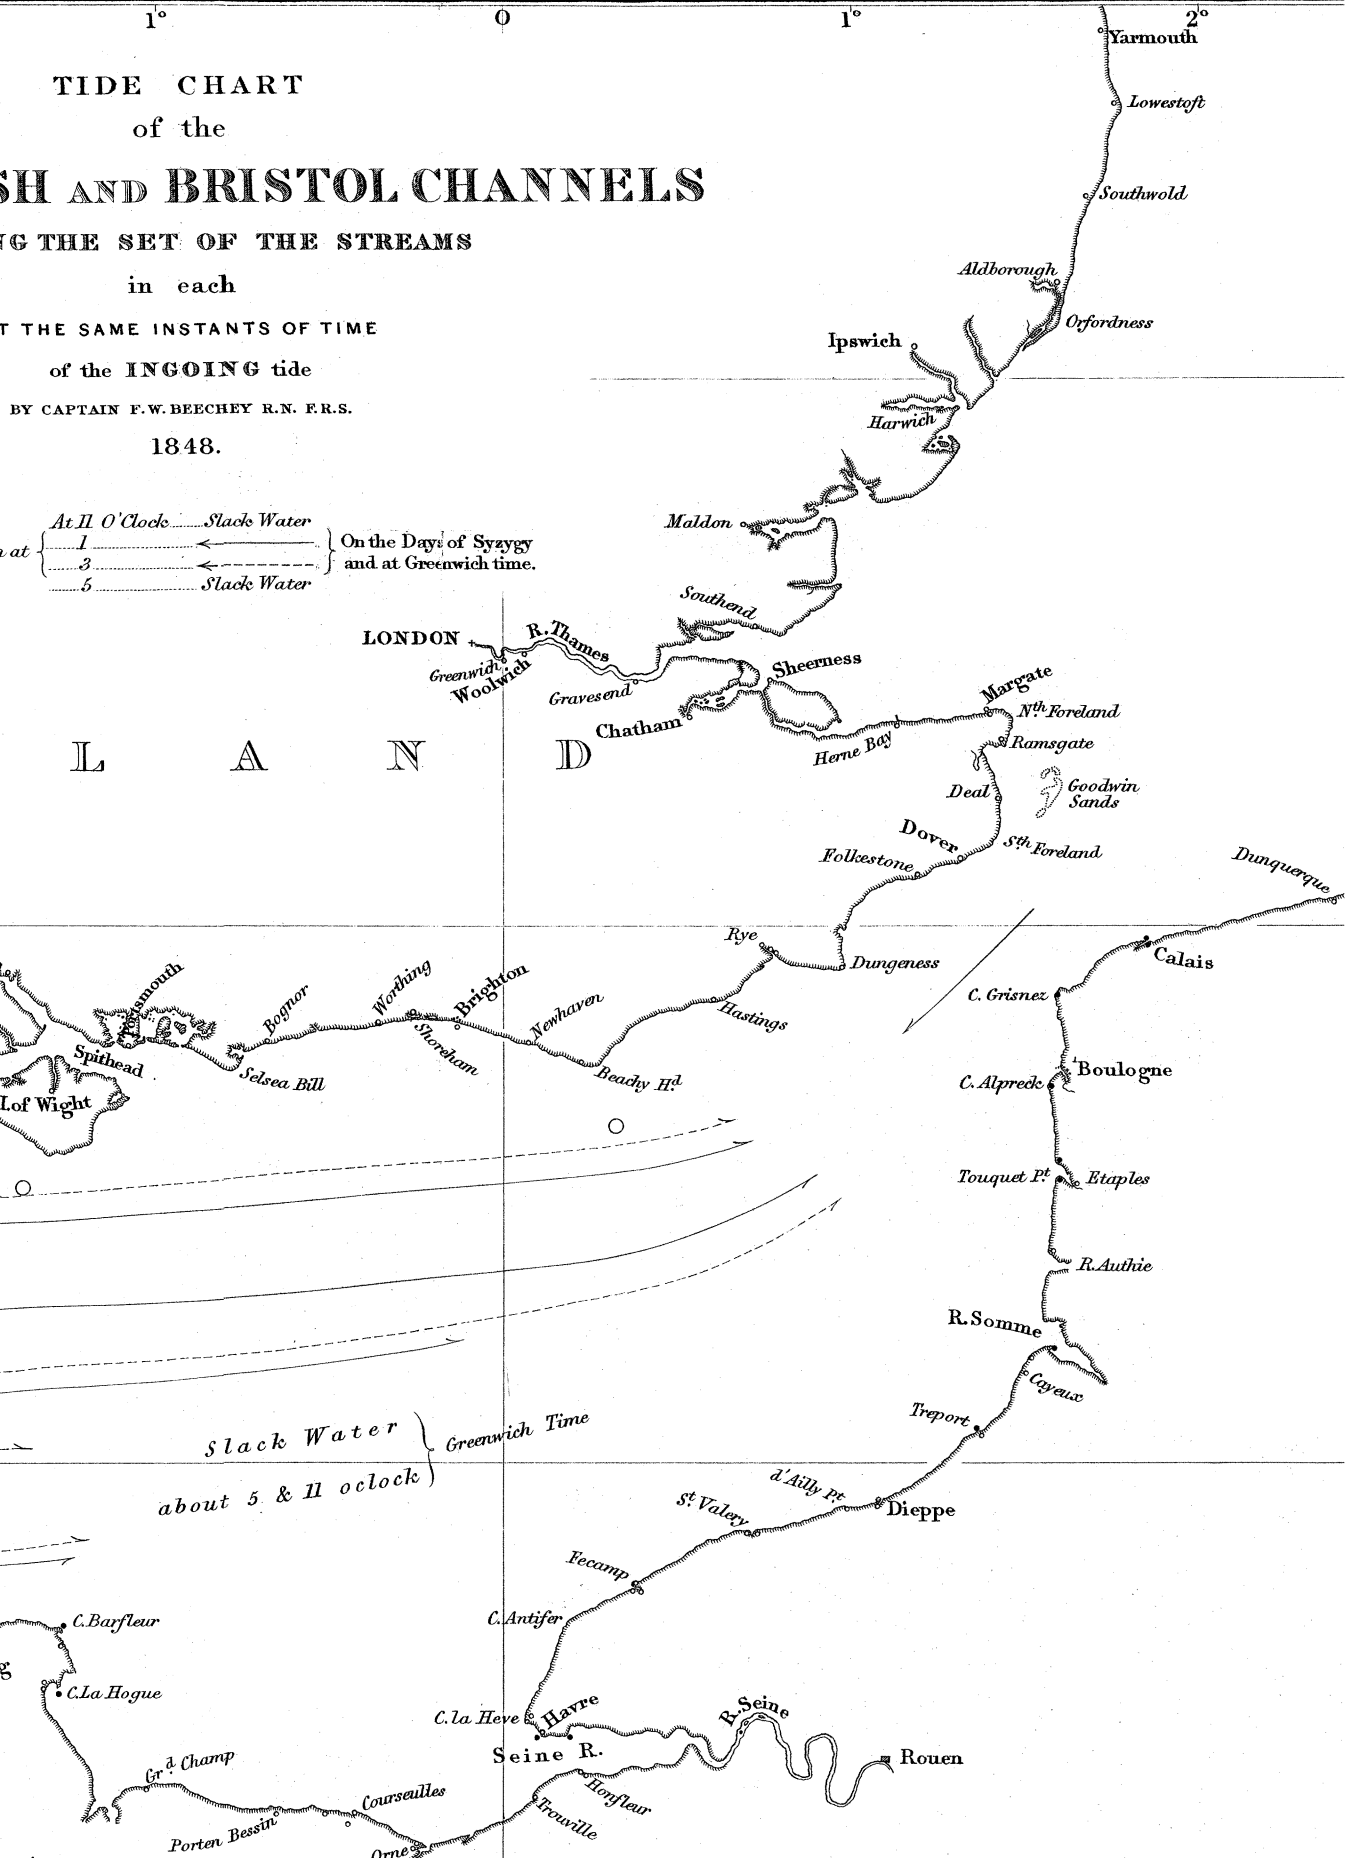 1° 0 1° 2°
TIDE CHART
of the
SH AND BRISTOL CHANNELS
NG THE SET OF THE STREAMS
in each
T THE SAME INSTANTS OF TIME
of the INGOING tide
BY CAPTAIN F.W. BEECHEY R.N. F.R.S.
1848.
At 11 O'Clock ...... Slack Water
at
1
3
5 ...... Slack Water
On the Days of Syzygy
and at Greenwich time.
Yarmouth
Lowestoft
Southwold
Aldborough
Orfordness
Ipswich
Harwich
Maldon
Southend
LONDON
R. Thames
Greenwich
Woolwich
Gravesend
Sheerness
Chatham
Margate
Nth Foreland
Ramsgate
Herne Bay
L A N D
Deal
Goodwin
Sands
Dover
Sth Foreland
Folkestone
Dunquerque
Rye
Dungeness
Calais
C. Grisnez
Hastings
Portsmouth
Bognor
Worthing
Brighton
Newhaven
Shoreham
Spithead
Selsea Bill
Beachy Hd
I. of Wight
Boulogne
C. Alpreck
Touquet Pt.
Etaples
R. Authie
R. Somme
Cayeux
Treport
Slack Water
about 5 & 11 oclock
Greenwich Time
d'Ailly Pt.
St. Valery
Dieppe
Fecamp
C. Antifer
C. Barfleur
g
C. La Hogue
C. la Heve
Havre
R. Seine
Seine R.
Rouen
Grd. Champ
Honfleur
Courseulles
Trouville
Porten Bessin
Orne